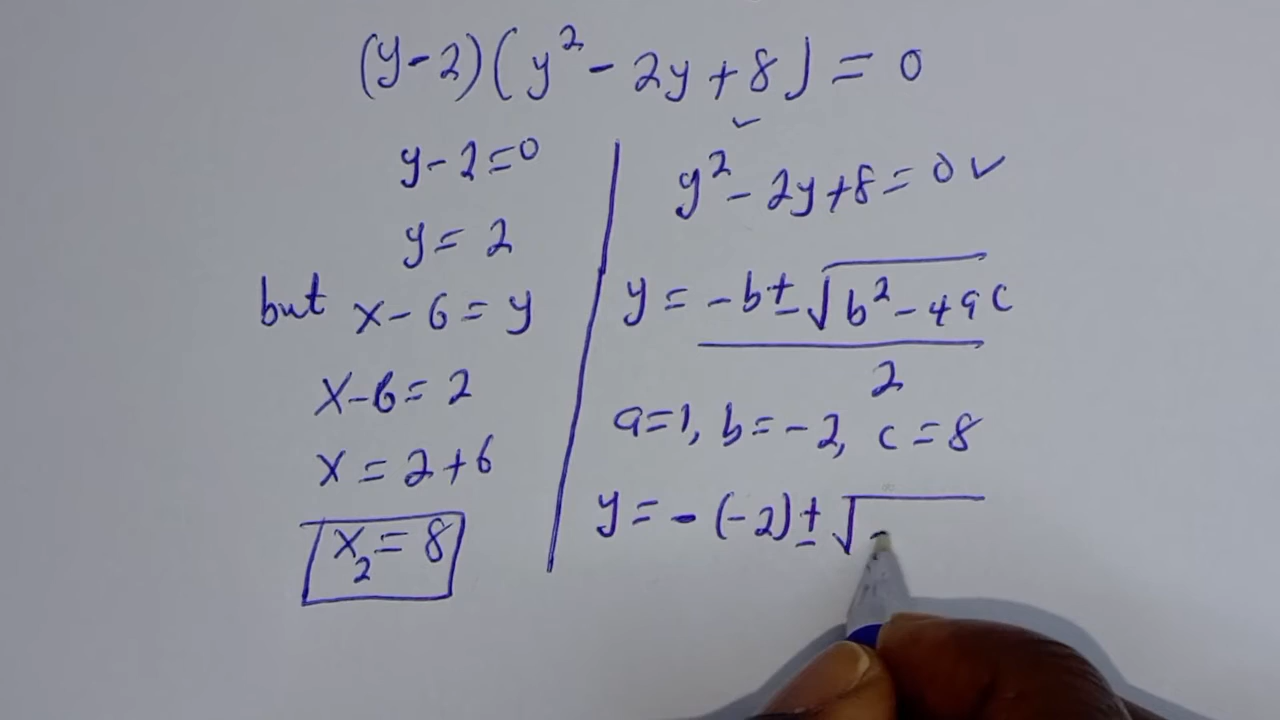 (y-2)(y²-2y+8)=0
y-2=0
y=2
but x-6=y
x-6=2
x=2+6
x₂=8
y²-2y+8=0✓
y=-b±√b²-4ac
2
a=1, b=-2, c=8
y=-(-2)±√-